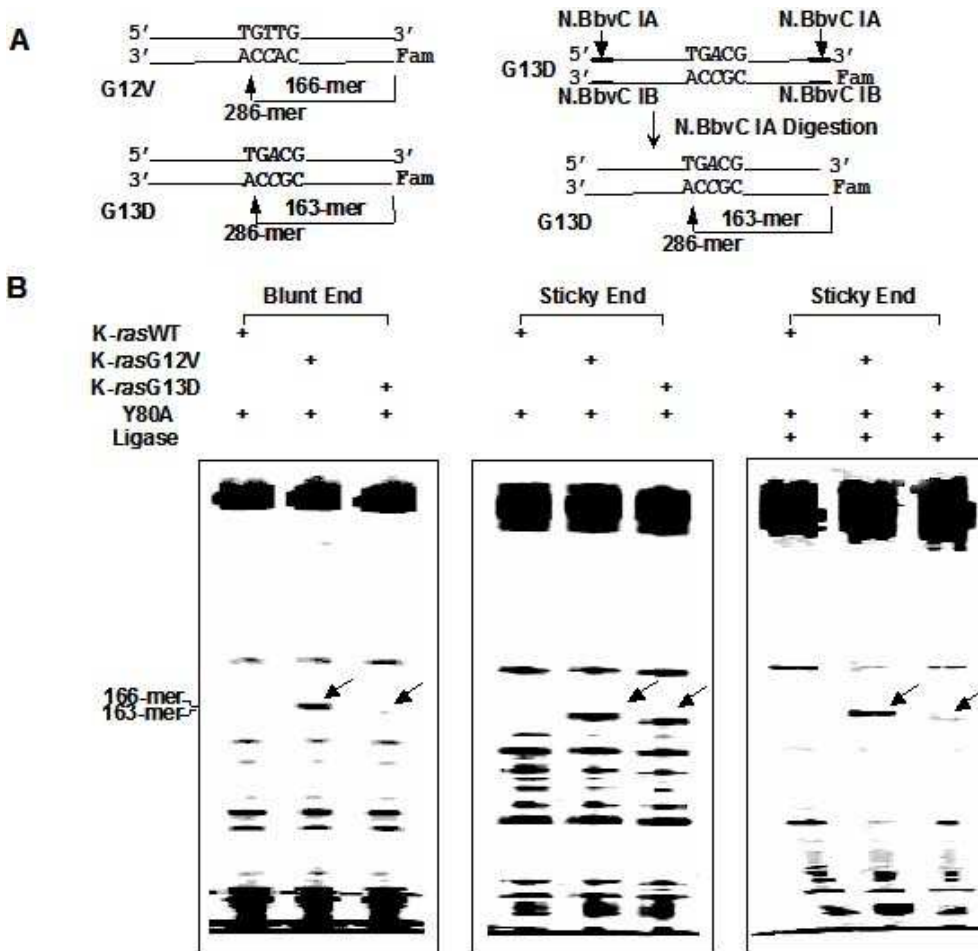 A
5' TGTTG 3'
3' ACCAC Fam
G12V 166-mer
286-mer
5' TGACG 3'
3' ACCGC Fam
G13D 163-mer
286-mer
N.BbvC IA N.BbvC IA
5' TGACG 3'
G13D
3' ACCGC Fam
N.BbvC IB N.BbvC IB
N.BbvC IA Digestion
5' TGACG 3'
3' ACCGC Fam
G13D 163-mer
286-mer
B
Blunt End Sticky End Sticky End
K-rasWT + + +
K-rasG12V + + +
K-rasG13D + + +
Y80A + + + + + + + + +
Ligase + + +
166-mer
163-mer